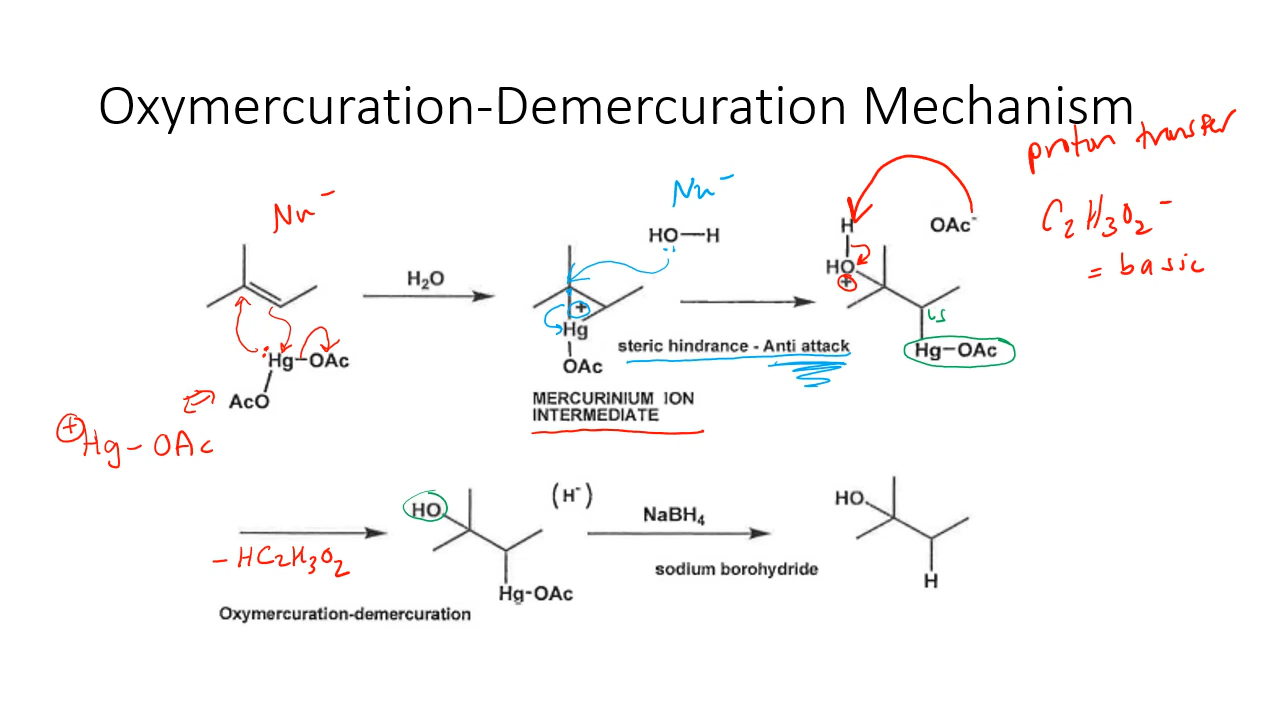 Oxymercuration-Demercuration Mechanism
proton transfer
Nu⁻
Nu⁻
HO—H
H
OAc⁻
C₂H₃O₂⁻
= basic
H₂O
HO
+
+
Hg
Hg—OAc
AcO
OAc
steric hindrance - Anti attack
Hg—OAc
MERCURINIUM ION
INTERMEDIATE
+
Hg — OAc
HO
(H⁻)
NaBH₄
HO
- HC₂H₃O₂
sodium borohydride
H
Hg-OAc
Oxymercuration-demercuration